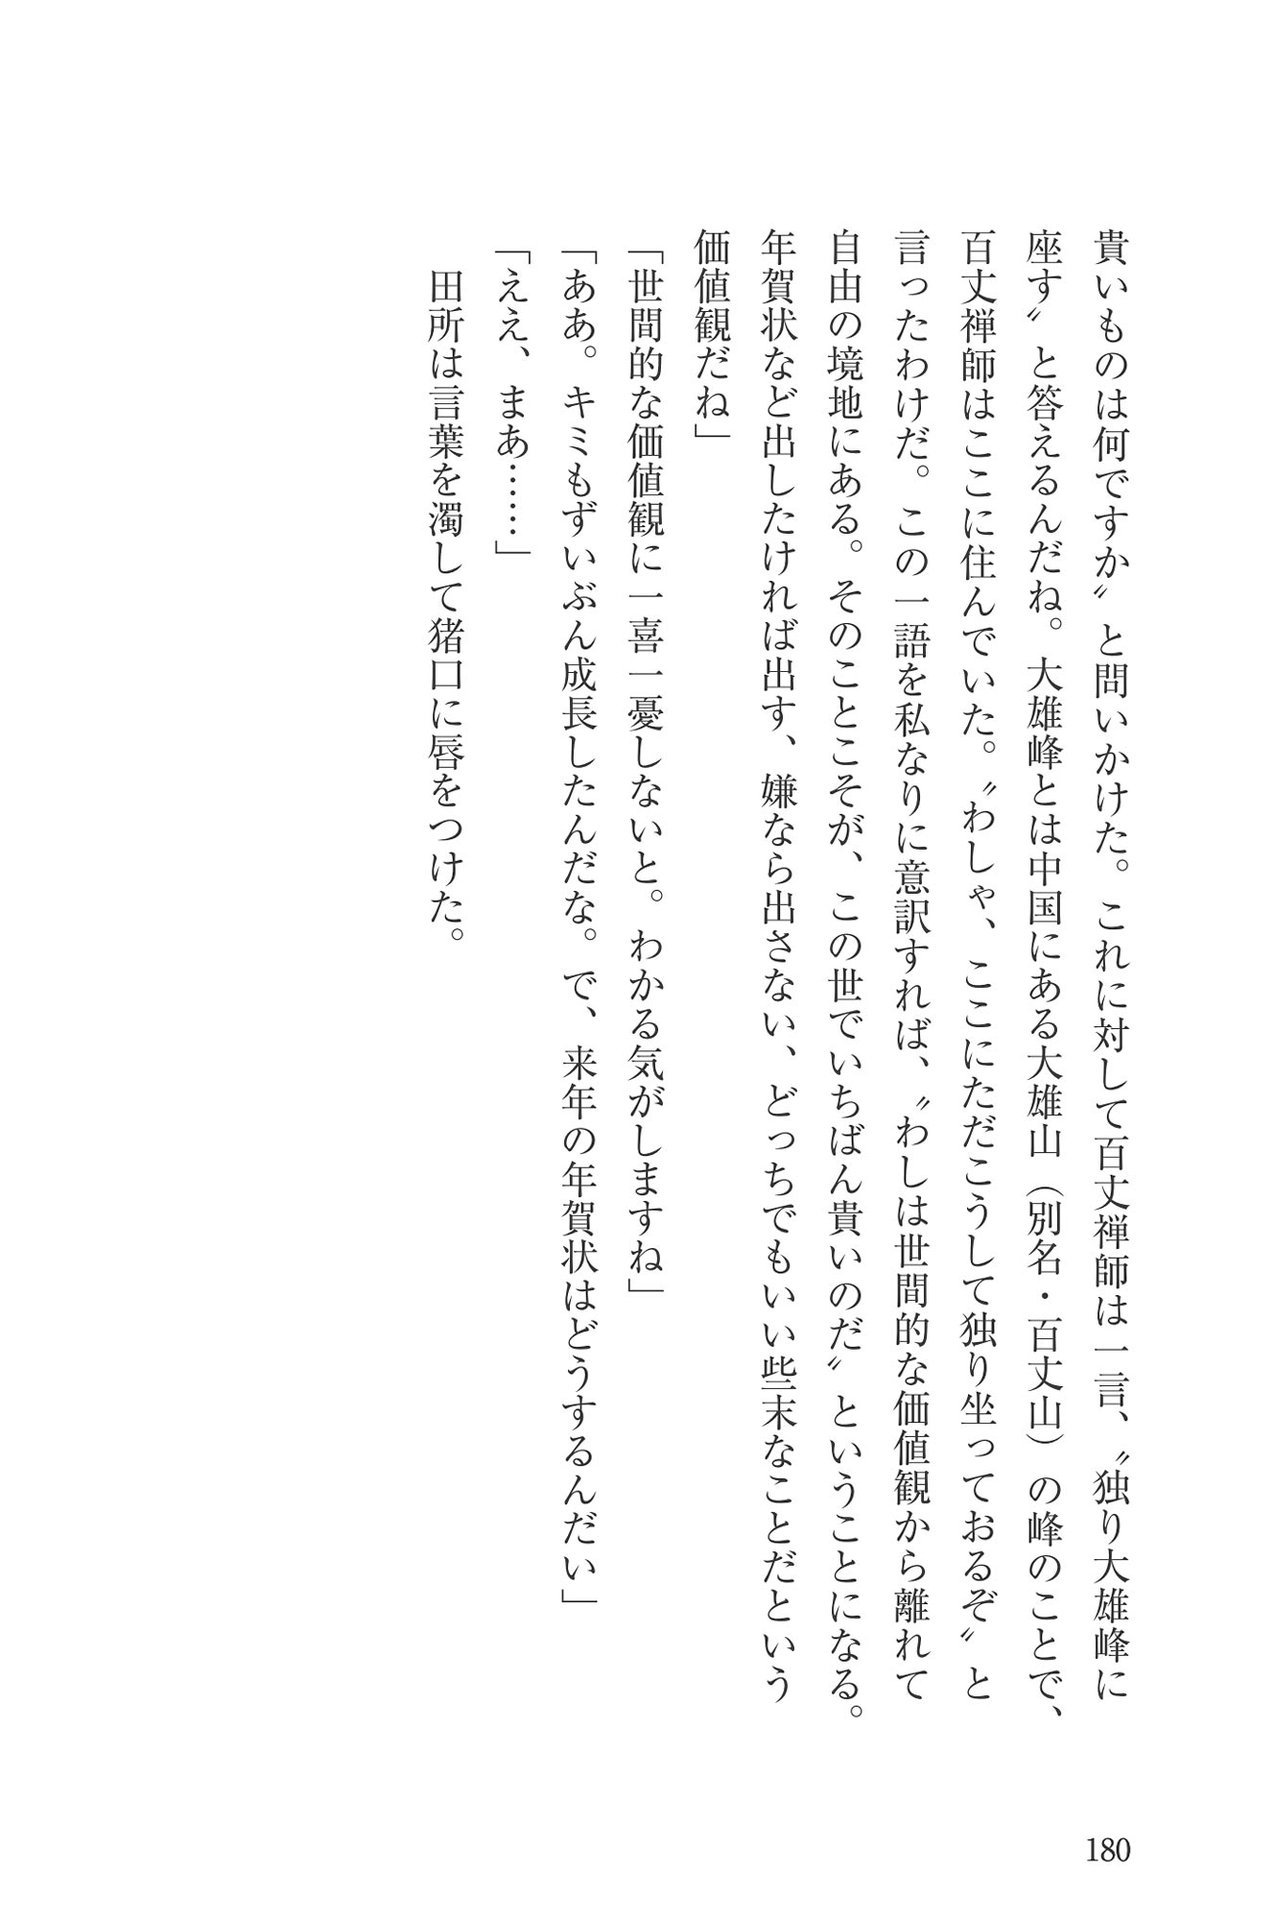 貴いものは何ですか〟と問いかけた。これに対して百丈禅師は一言、〝独り大雄峰に
座す〟と答えるんだね。大雄峰とは中国にある大雄山（別名・百丈山）の峰のことで、
百丈禅師はここに住んでいた。〝わしゃ、ここにただこうして独り坐っておるぞ〟と
言ったわけだ。この一語を私なりに意訳すれば、〝わしは世間的な価値観から離れて
自由の境地にある。そのことこそが、この世でいちばん貴いのだ〟ということになる。
年賀状など出したければ出す、嫌なら出さない、どっちでもいい些末なことだという
価値観だね」
「世間的な価値観に一喜一憂しないと。わかる気がしますね」
「ああ。キミもずいぶん成長したんだな。で、来年の年賀状はどうするんだい」
「ええ、まあ……」
　田所は言葉を濁して猪口に唇をつけた。
180